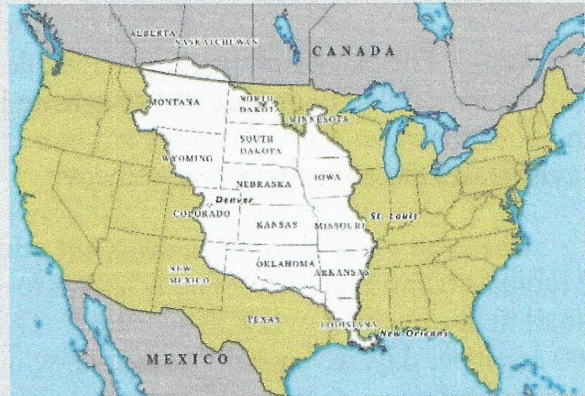 ALBERTA
SASKATCHEWAN
CANADA
MONTANA
NORTH
DAKOTA
MINNESOTA
SOUTH
DAKOTA
WYOMING
IOWA
NEBRASKA
Denver
COLORADO
St. Louis
KANSAS
MISSOURI
OKLAHOMA
ARKANSAS
NEW
MEXICO
TEXAS
LOUISIANA
New Orleans
MEXICO